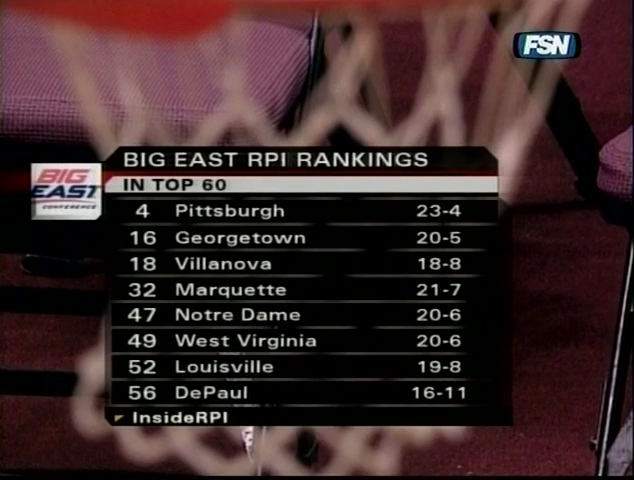 FSN
BIG EAST RPI RANKINGS
BIG
EAST
CONFERENCE
IN TOP 60
4 Pittsburgh 23-4
16 Georgetown 20-5
18 Villanova 18-8
32 Marquette 21-7
47 Notre Dame 20-6
49 West Virginia 20-6
52 Louisville 19-8
56 DePaul 16-11
InsideRPI